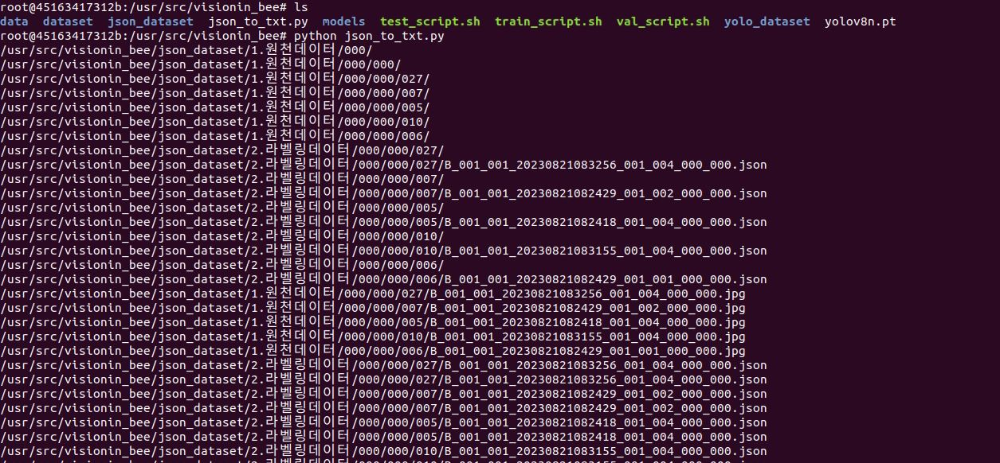 root@45163417312b:/usr/src/visionin_bee# ls
data dataset json_dataset json_to_txt.py models test_script.sh train_script.sh val_script.sh yolo_dataset yolov8n.pt
root@45163417312b:/usr/src/visionin_bee# python json_to_txt.py
/usr/src/visionin_bee/json_dataset/1.원천데이터/000/
/usr/src/visionin_bee/json_dataset/1.원천데이터/000/000/
/usr/src/visionin_bee/json_dataset/1.원천데이터/000/000/027/
/usr/src/visionin_bee/json_dataset/1.원천데이터/000/000/007/
/usr/src/visionin_bee/json_dataset/1.원천데이터/000/000/005/
/usr/src/visionin_bee/json_dataset/1.원천데이터/000/000/010/
/usr/src/visionin_bee/json_dataset/1.원천데이터/000/000/006/
/usr/src/visionin_bee/json_dataset/2.라벨링데이터/000/000/027/
/usr/src/visionin_bee/json_dataset/2.라벨링데이터/000/000/027/B_001_001_20230821083256_001_004_000_000.json
/usr/src/visionin_bee/json_dataset/2.라벨링데이터/000/000/007/
/usr/src/visionin_bee/json_dataset/2.라벨링데이터/000/000/007/B_001_001_20230821082429_001_002_000_000.json
/usr/src/visionin_bee/json_dataset/2.라벨링데이터/000/000/005/
/usr/src/visionin_bee/json_dataset/2.라벨링데이터/000/000/005/B_001_001_20230821082418_001_004_000_000.json
/usr/src/visionin_bee/json_dataset/2.라벨링데이터/000/000/010/
/usr/src/visionin_bee/json_dataset/2.라벨링데이터/000/000/010/B_001_001_20230821083155_001_004_000_000.json
/usr/src/visionin_bee/json_dataset/2.라벨링데이터/000/000/006/
/usr/src/visionin_bee/json_dataset/2.라벨링데이터/000/000/006/B_001_001_20230821082429_001_001_000_000.json
/usr/src/visionin_bee/json_dataset/1.원천데이터/000/000/027/B_001_001_20230821083256_001_004_000_000.jpg
/usr/src/visionin_bee/json_dataset/1.원천데이터/000/000/007/B_001_001_20230821082429_001_002_000_000.jpg
/usr/src/visionin_bee/json_dataset/1.원천데이터/000/000/005/B_001_001_20230821082418_001_004_000_000.jpg
/usr/src/visionin_bee/json_dataset/1.원천데이터/000/000/010/B_001_001_20230821083155_001_004_000_000.jpg
/usr/src/visionin_bee/json_dataset/1.원천데이터/000/000/006/B_001_001_20230821082429_001_001_000_000.jpg
/usr/src/visionin_bee/json_dataset/2.라벨링데이터/000/000/027/B_001_001_20230821083256_001_004_000_000.json
/usr/src/visionin_bee/json_dataset/2.라벨링데이터/000/000/027/B_001_001_20230821083256_001_004_000_000.json
/usr/src/visionin_bee/json_dataset/2.라벨링데이터/000/000/007/B_001_001_20230821082429_001_002_000_000.json
/usr/src/visionin_bee/json_dataset/2.라벨링데이터/000/000/007/B_001_001_20230821082429_001_002_000_000.json
/usr/src/visionin_bee/json_dataset/2.라벨링데이터/000/000/005/B_001_001_20230821082418_001_004_000_000.json
/usr/src/visionin_bee/json_dataset/2.라벨링데이터/000/000/005/B_001_001_20230821082418_001_004_000_000.json
/usr/src/visionin_bee/json_dataset/2.라벨링데이터/000/000/010/B_001_001_20230821083155_001_004_000_000.json